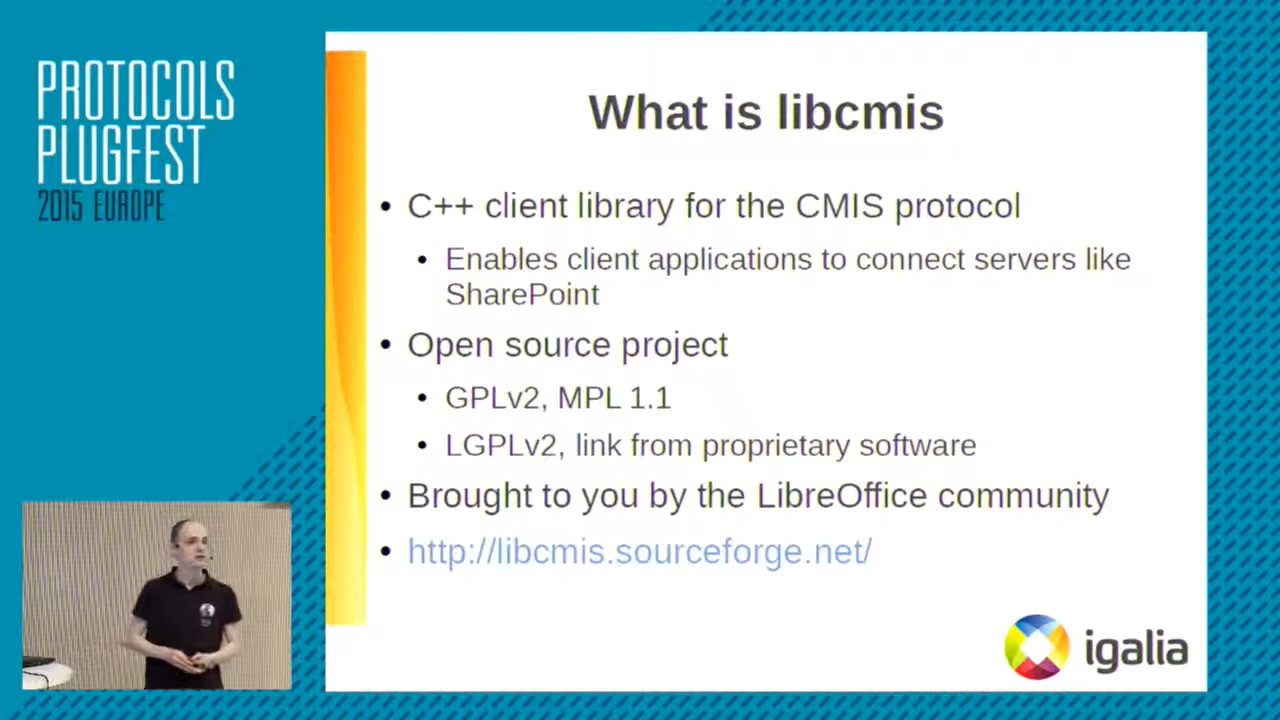 PROTOCOLS
PLUGFEST
2015 EUROPE
What is libcmis
• C++ client library for the CMIS protocol
• Enables client applications to connect servers like
SharePoint
• Open source project
• GPLv2, MPL 1.1
• LGPLv2, link from proprietary software
• Brought to you by the LibreOffice community
• http://libcmis.sourceforge.net/
igalia